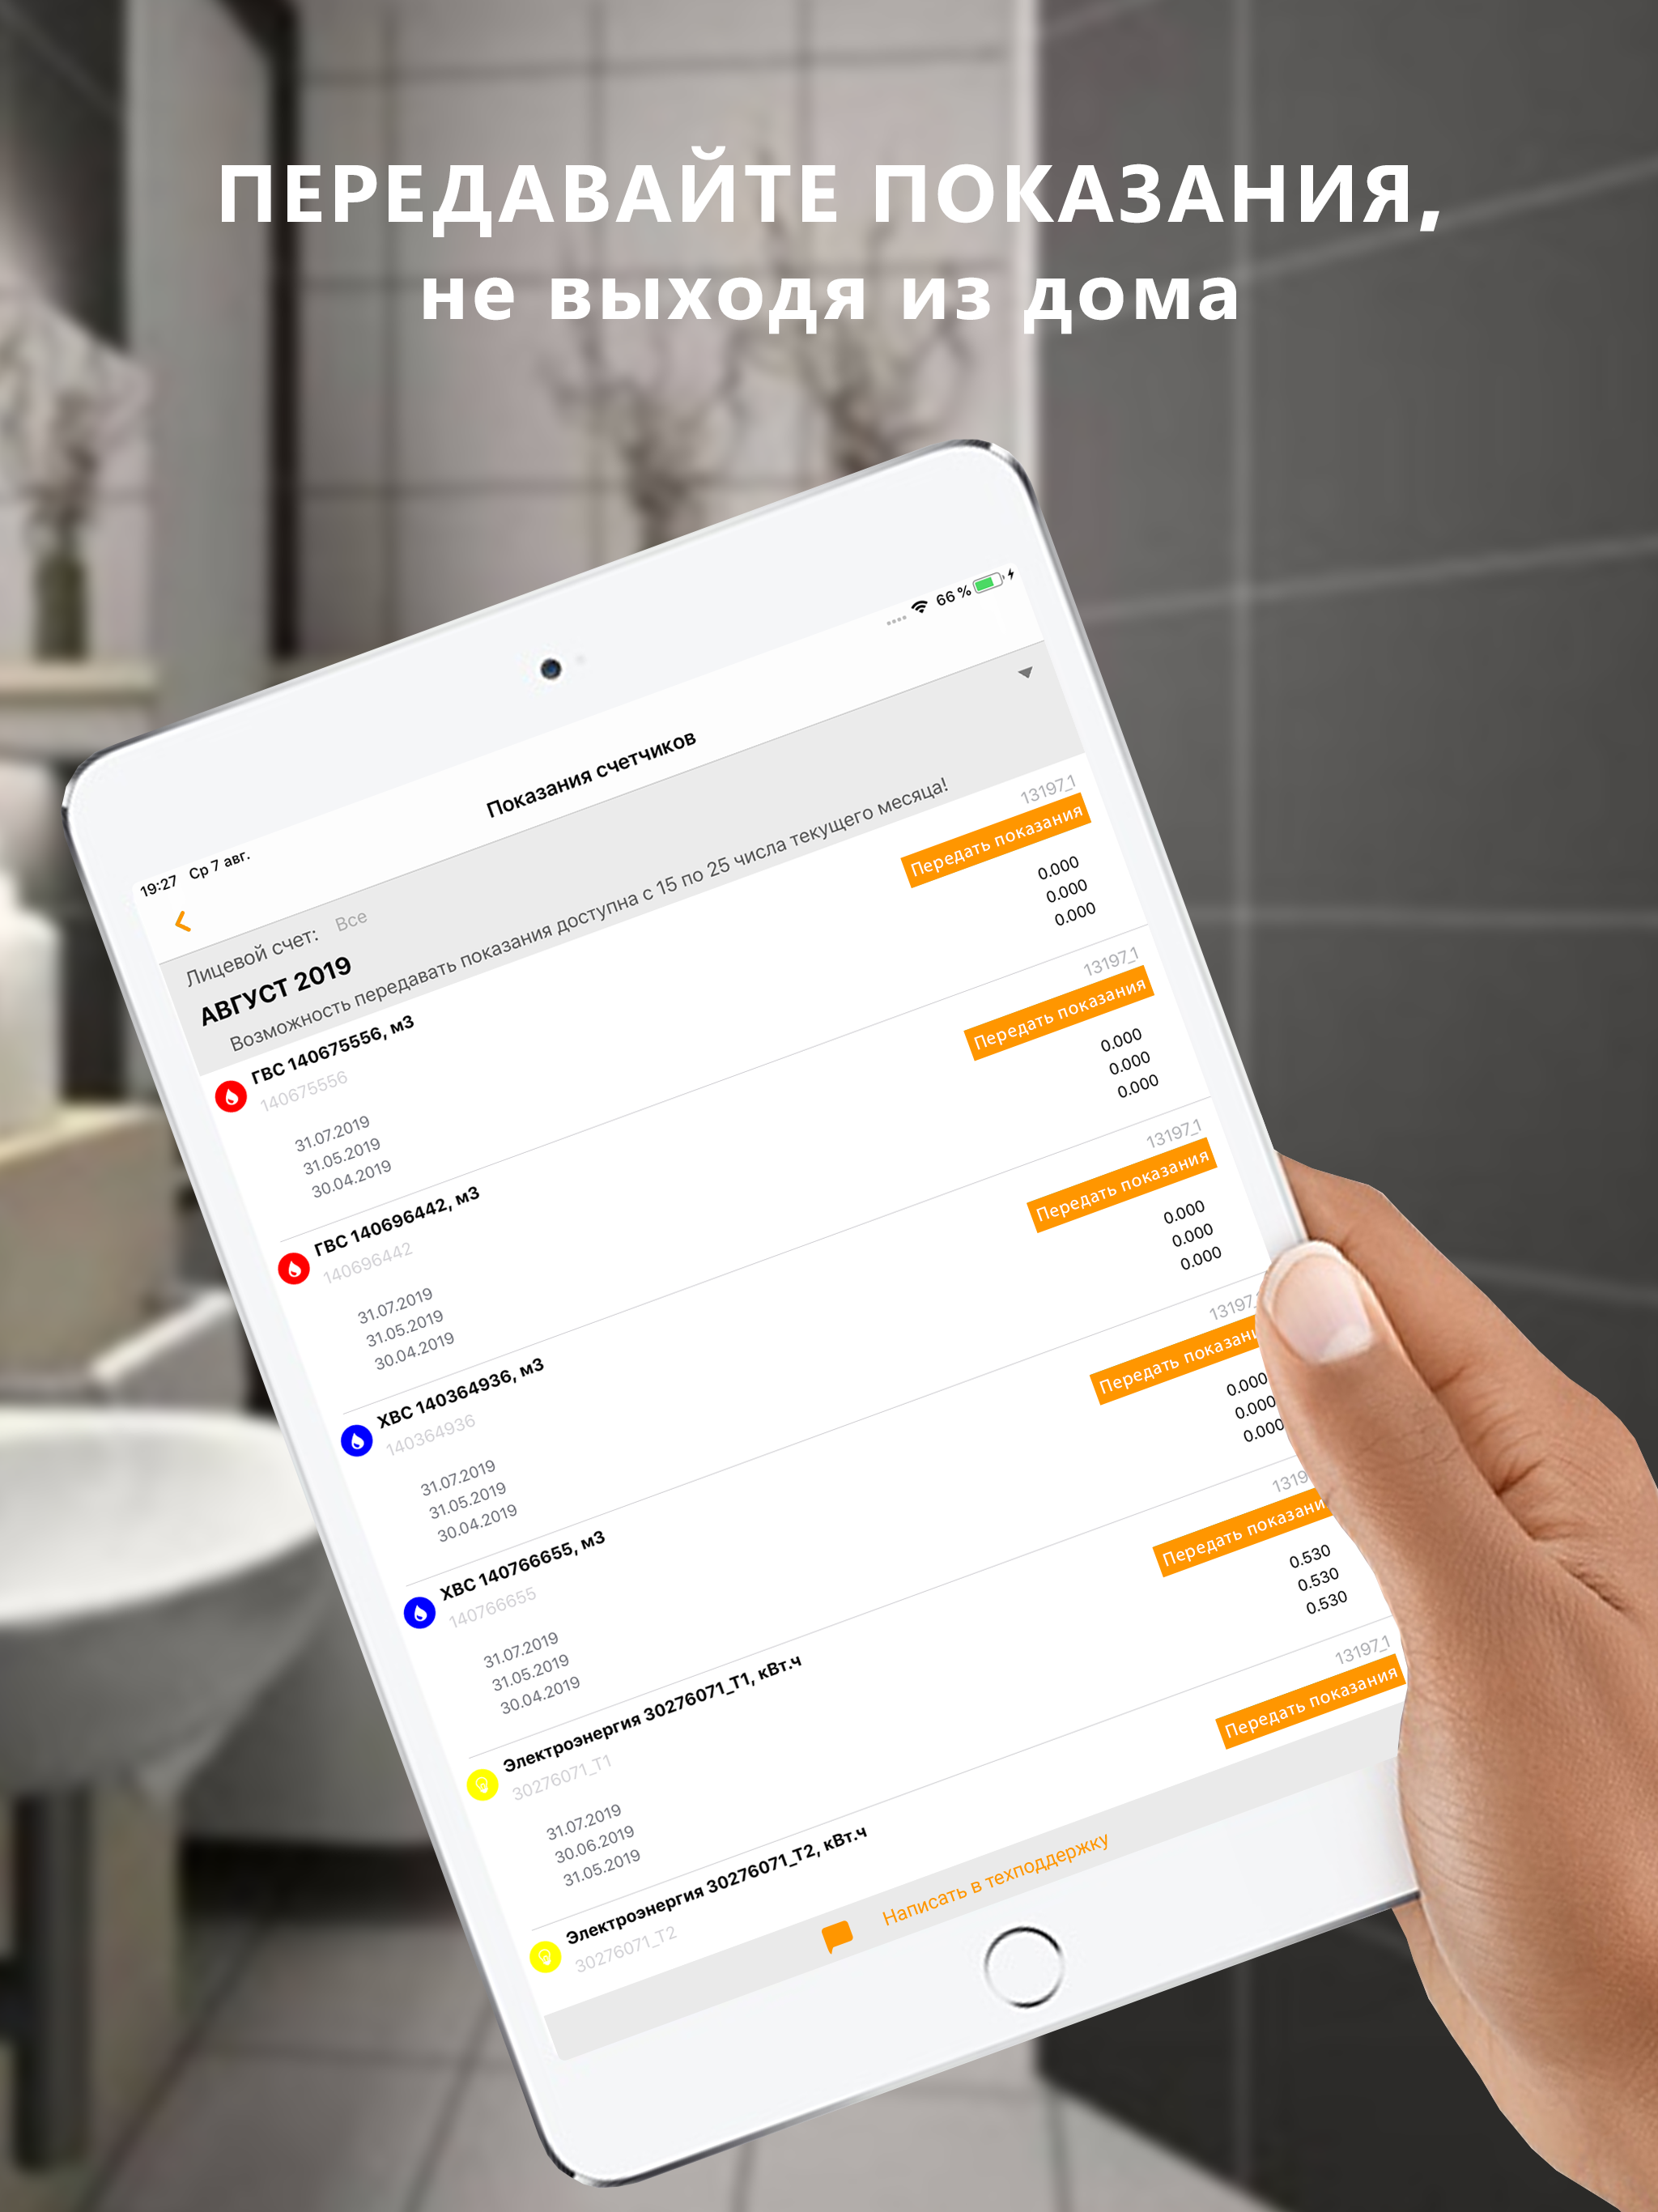 ПЕРЕДАВАЙТЕ ПОКАЗАНИЯ,
не выходя из дома
19:27 Ср 7 авг.
66 %
Показания счетчиков
Лицевой счет: Все
АВГУСТ 2019
Возможность передавать показания доступна с 15 по 25 числа текущего месяца!
ГВС 140675556, м3
13197_1
140675556
Передать показания
31.07.2019 0.000
31.05.2019 0.000
30.04.2019 0.000
ГВС 140696442, м3
13197_1
140696442
Передать показания
31.07.2019 0.000
31.05.2019 0.000
30.04.2019 0.000
ХВС 140364936, м3
13197_1
140364936
Передать показания
31.07.2019 0.000
31.05.2019 0.000
30.04.2019 0.000
ХВС 140766655, м3
13197
140766655
Передать показани
31.07.2019 0.000
31.05.2019 0.000
30.04.2019 0.000
Электроэнергия 30276071_Т1, кВт.ч
1319
30276071_Т1
Передать показани
31.07.2019 0.530
30.06.2019 0.530
31.05.2019 0.530
Электроэнергия 30276071_Т2, кВт.ч
13197_1
30276071_Т2
Передать показания
Написать в техподдержку